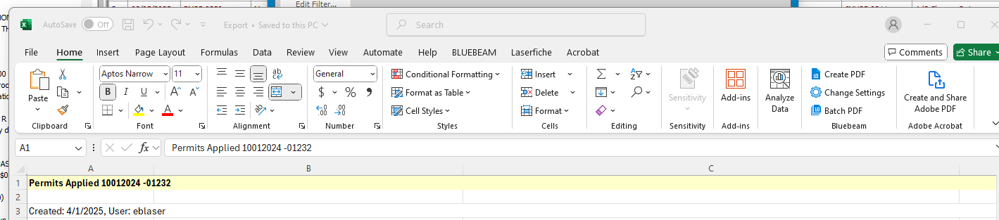 Edit Filter...
AutoSave Off Export • Saved to this PC Search
File Home Insert Page Layout Formulas Data Review View Automate Help BLUEBEAM Laserfiche Acrobat Comments Share
Paste Aptos Narrow 11 General Conditional Formatting Insert Create PDF
B I U $ % Format as Table Delete Sensitivity Add-ins Analyze Data Change Settings Create and Share Adobe PDF
Cell Styles Format Batch PDF
Clipboard Font Alignment Number Styles Cells Editing Sensitivity Add-ins Bluebeam Adobe Acrobat
A1 fx Permits Applied 10012024 -01232
A B C
1 Permits Applied 10012024 -01232
2
3 Created: 4/1/2025, User: eblaser